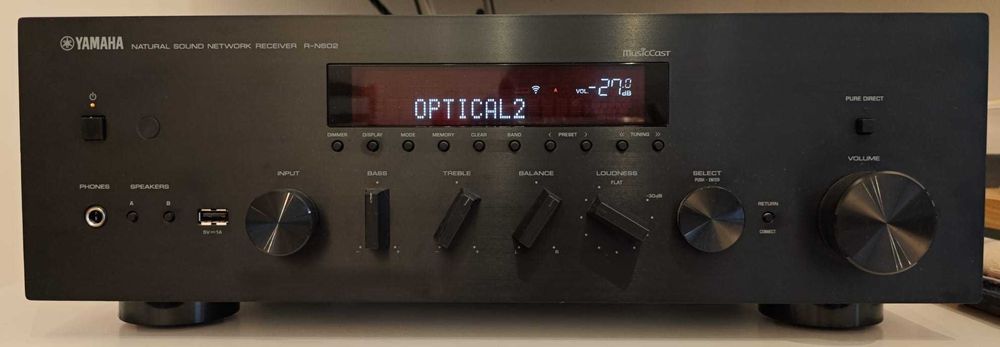 YAMAHA NATURAL SOUND NETWORK RECEIVER R-N602
MusicCast
VOL. -27.0 dB
A
OPTICAL2
PURE DIRECT
DIMMER DISPLAY MODE MEMORY CLEAR BAND < PRESET > << TUNING >>
VOLUME
INPUT BASS TREBLE BALANCE LOUDNESS SELECT
FLAT PUSH - ENTER
PHONES SPEAKERS
A B
-30dB
RETURN
CONNECT
5V⎓1A
- + - + R